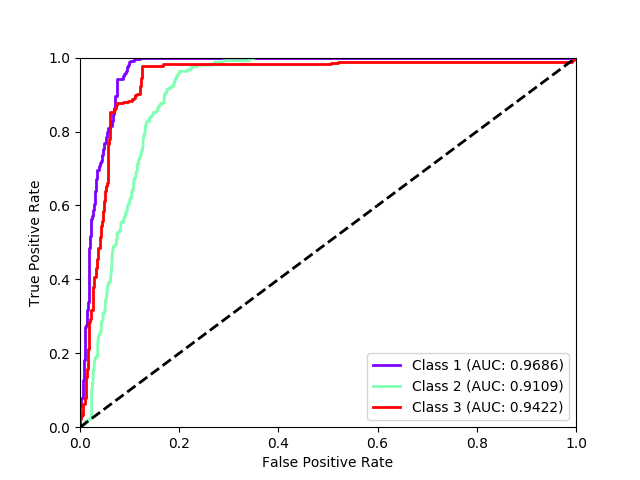 1.0
0.8
0.6
0.4
0.2
0.0
True Positive Rate
0.0 0.2 0.4 0.6 0.8 1.0
False Positive Rate
Class 1 (AUC: 0.9686)
Class 2 (AUC: 0.9109)
Class 3 (AUC: 0.9422)